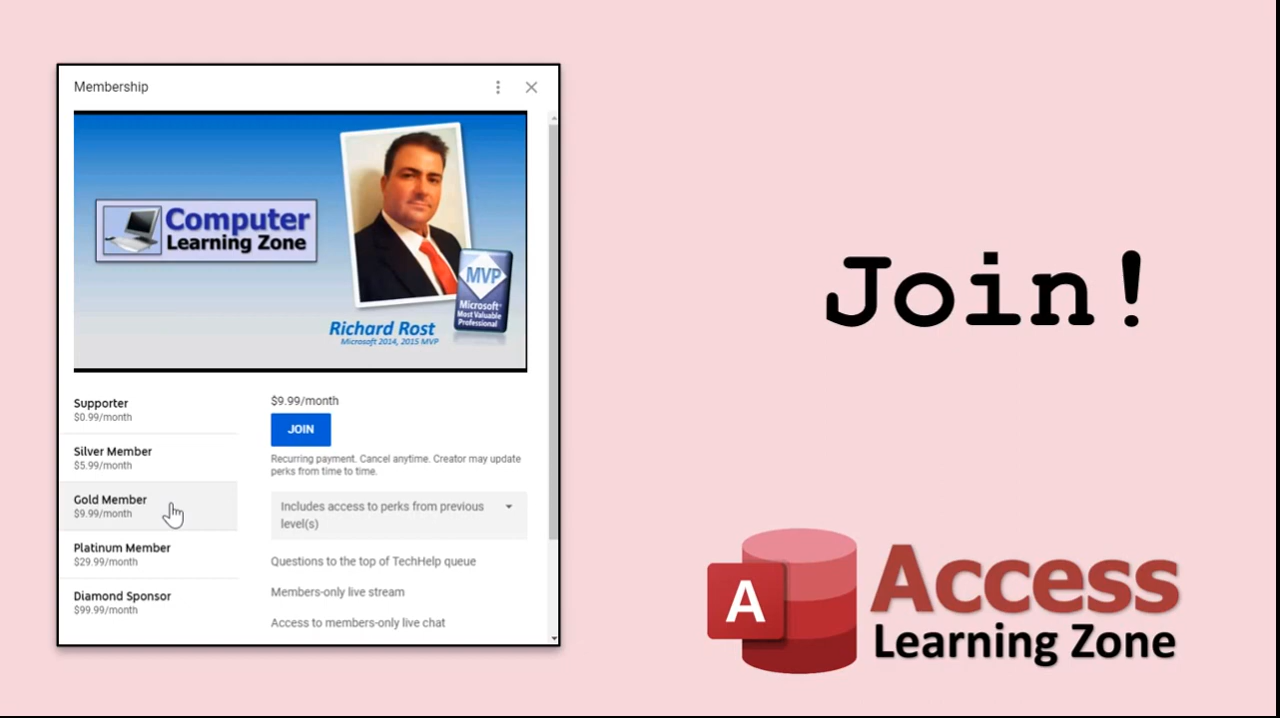 Membership
Computer
Learning Zone
MVP
Microsoft®
Most Valuable
Professional
Richard Rost
Microsoft 2014, 2015 MVP
Supporter
$0.99/month
Silver Member
$5.99/month
Gold Member
$9.99/month
Platinum Member
$29.99/month
Diamond Sponsor
$99.99/month
$9.99/month
JOIN
Recurring payment. Cancel anytime. Creator may update
perks from time to time.
Includes access to perks from previous
level(s)
Questions to the top of TechHelp queue
Members-only live stream
Access to members-only live chat
Join!
A
Access
Learning Zone